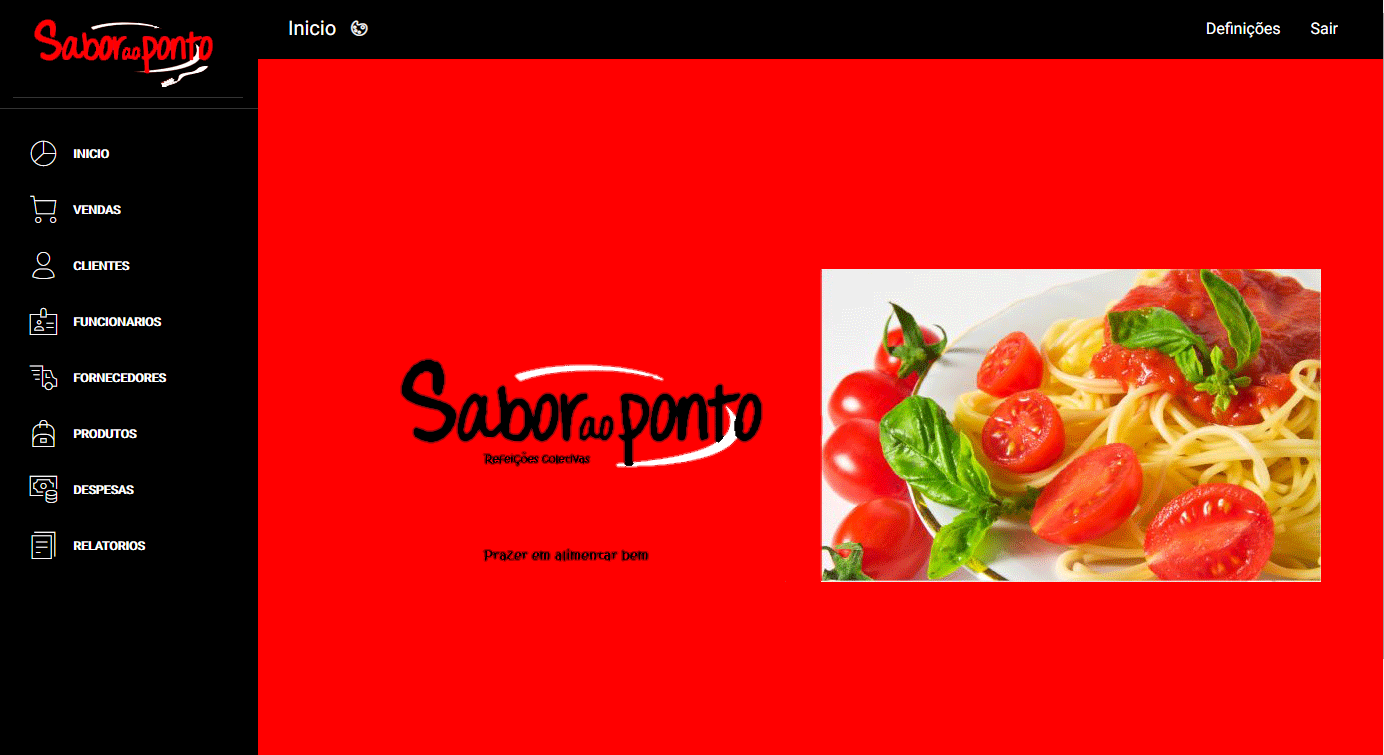 Sabor ao ponto
Inicio
Definições Sair
INICIO
VENDAS
CLIENTES
FUNCIONARIOS
FORNECEDORES
PRODUTOS
DESPESAS
RELATORIOS
Sabor ao ponto
Refeições Coletivas
Prazer em alimentar bem